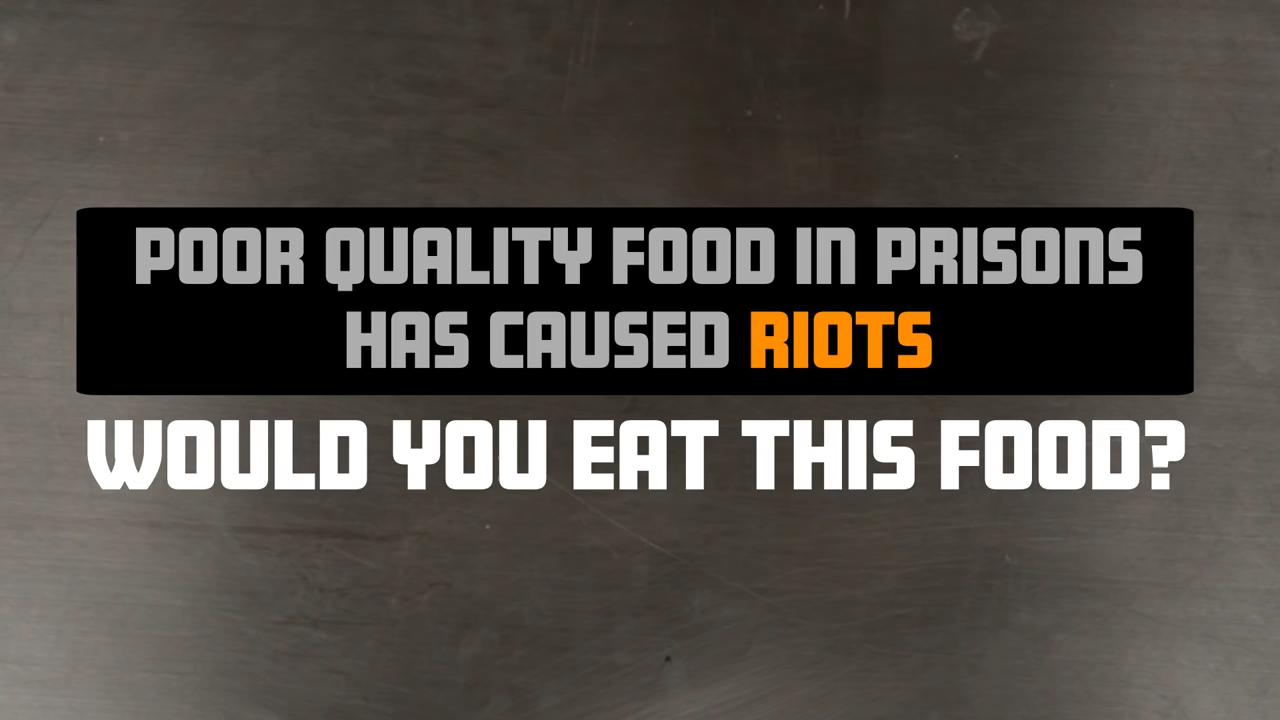 POOR QUALITY FOOD IN PRISONS
HAS CAUSED RIOTS
WOULD YOU EAT THIS FOOD?